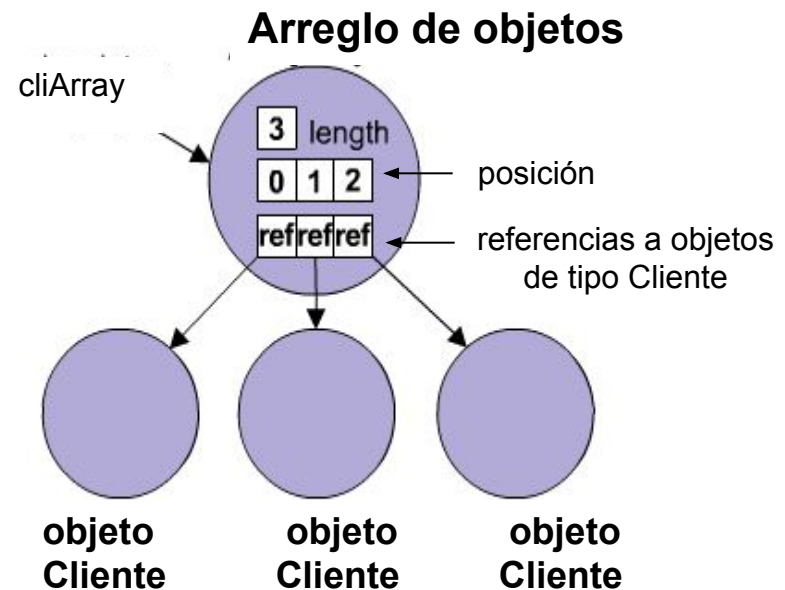 Arreglo de objetos
cliArray
3 length
0 1 2
posición
ref ref ref
referencias a objetos
de tipo Cliente
objeto
Cliente
objeto
Cliente
objeto
Cliente